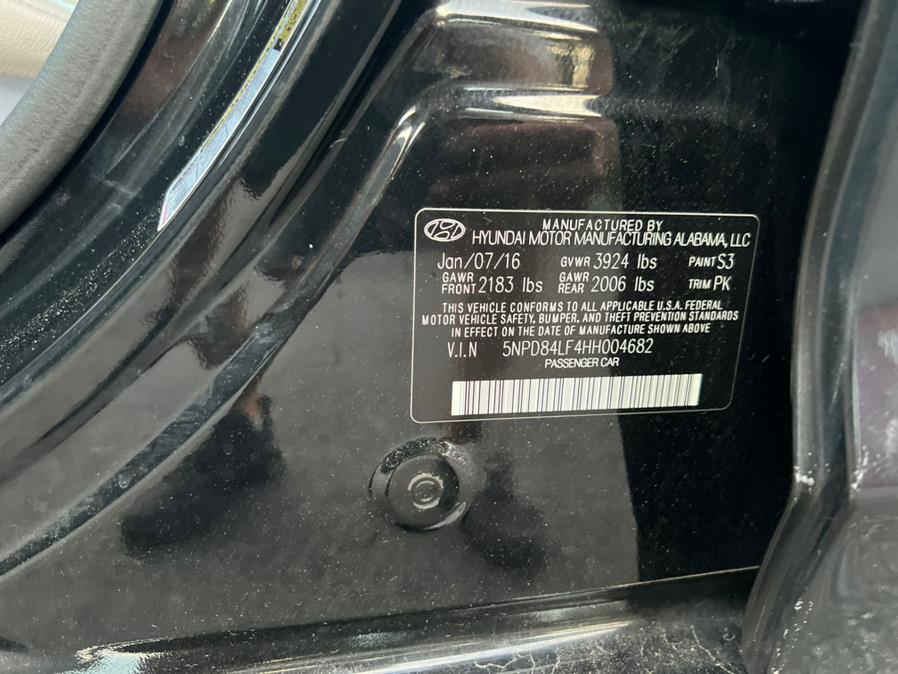 MANUFACTURED BY
HYUNDAI MOTOR MANUFACTURING ALABAMA, LLC
Jan/07/16 GVWR 3924 lbs PAINT S3
GAWR FRONT 2183 lbs GAWR REAR 2006 lbs TRIM PK
THIS VEHICLE CONFORMS TO ALL APPLICABLE U.S.A. FEDERAL
MOTOR VEHICLE SAFETY, BUMPER, AND THEFT PREVENTION STANDARDS
IN EFFECT ON THE DATE OF MANUFACTURE SHOWN ABOVE
V.I.N 5NPD84LF4HH004682
PASSENGER CAR